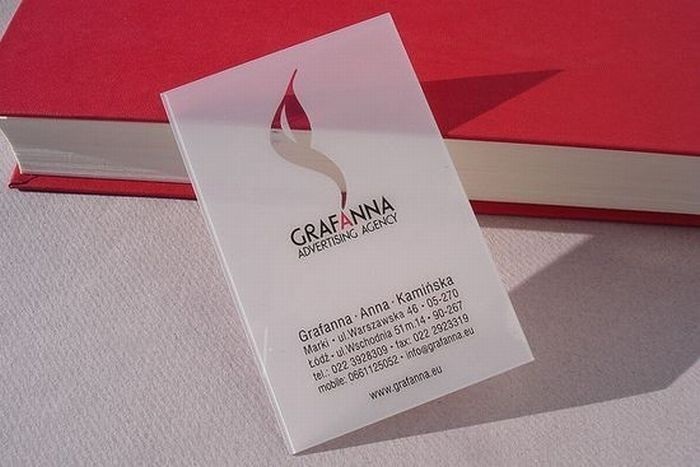 GRAFANNA
ADVERTISING AGENCY
Grafanna · Anna · Kamińska
Marki · ul.Warszawska 46 · 05-270
Łódź · ul.Wschodnia 51 m.14 · 90-267
tel.: 022 3928309 · fax: 022 2923319
mobile: 0661125052 · info@grafanna.eu
www.grafanna.eu